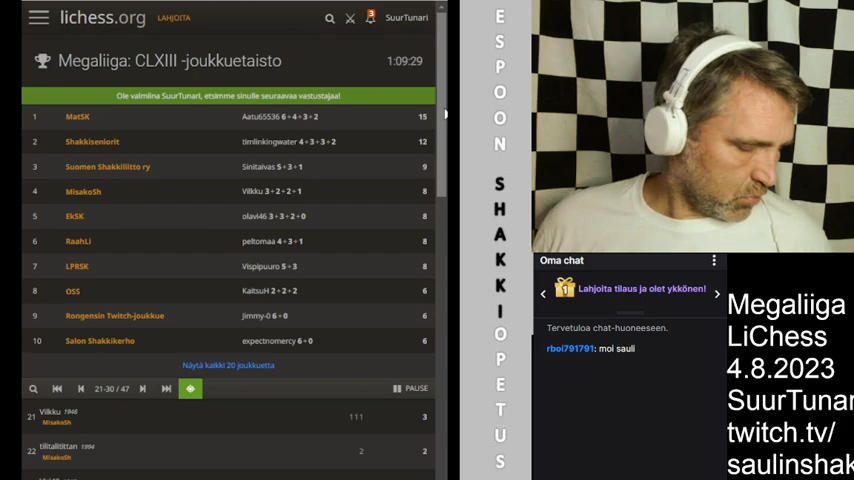 lichess.org LAHJOITA 3 SuurTunari
Megaliiga: CLXIII -joukkuetaisto 1:09:29
Ole valmiina SuurTunari, etsimme sinulle seuraavaa vastustajaa!
1 MatSK Aatu65536 6+4+3+2 15
2 Shakkiseniorit timlinkingwater 4+3+3+2 12
3 Suomen Shakkiliitto ry Sinitaivas 5+3+1 9
4 MisakoSh Vilkku 3+2+2+1 8
5 EkSK olavi46 3+3+2+0 8
6 RaahLi peltomaa 4+3+1 8
7 LPRSK Vispipuuro 5+3 8
8 OSS KaitsuH 2+2+2 6
9 Rongensin Twitch-joukkue Jimmy-0 6+0 6
10 Salon Shakkikerho expectnomercy 6+0 6
Näytä kaikki 20 joukkuetta
21-30 / 47 PAUSE
21 Vilkku 1946 111 3
MisakoSh
22 tilitalitittan 1994 2 2
MisakoSh
ESPOON SHAKKIOPETUS
Oma chat
1 Lahjoita tilaus ja olet ykkönen!
Tervetuloa chat-huoneeseen.
rboi791791: moi sauli
Megaliiga
LiChess
4.8.2023
SuurTunar
twitch.tv/
saulinshak